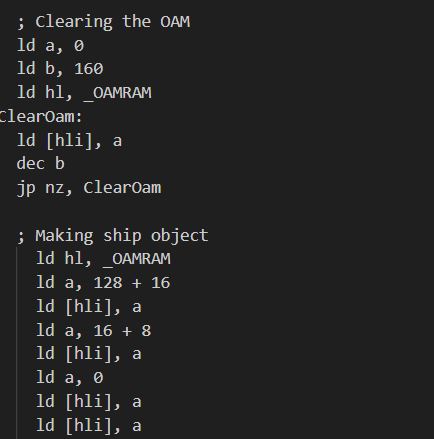 ; Clearing the OAM
ld a, 0
ld b, 160
ld hl, _OAMRAM
ClearOam:
ld [hli], a
dec b
jp nz, ClearOam
; Making ship object
ld hl, _OAMRAM
ld a, 128 + 16
ld [hli], a
ld a, 16 + 8
ld [hli], a
ld a, 0
ld [hli], a
ld [hli], a